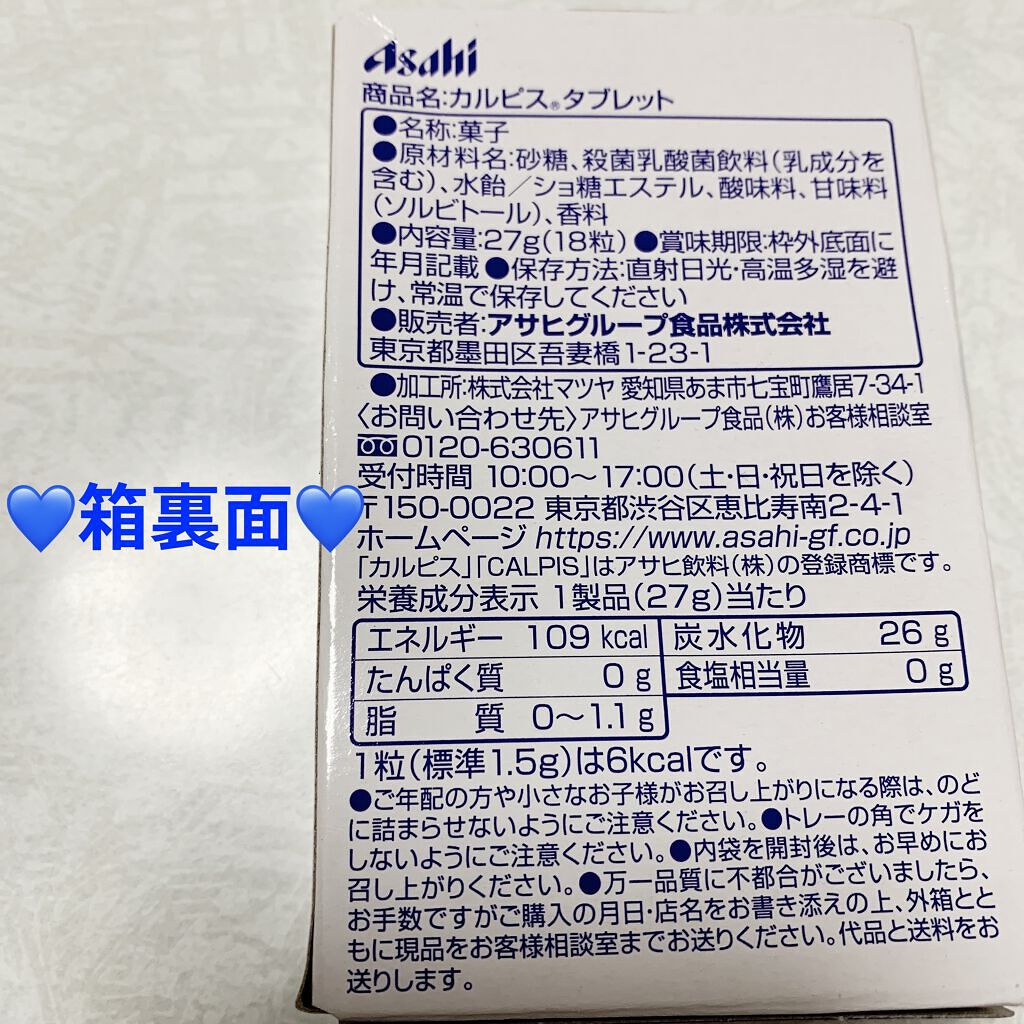 Asahi
商品名:カルピス®タブレット
●名称:菓子
●原材料名:砂糖、殺菌乳酸菌飲料(乳成分を
含む)、水飴/ショ糖エステル、酸味料、甘味料
(ソルビトール)、香料
●内容量:27g(18粒) ●賞味期限:枠外底面に
年月記載 ●保存方法:直射日光・高温多湿を避
け、常温で保存してください
●販売者:アサヒグループ食品株式会社
東京都墨田区吾妻橋1-23-1
●加工所:株式会社マツヤ 愛知県あま市七宝町鷹居7-34-1
〈お問い合わせ先〉アサヒグループ食品(株)お客様相談室
0120-630611
受付時間 10:00〜17:00(土・日・祝日を除く)
〒150-0022 東京都渋谷区恵比寿南2-4-1
💙箱裏面💙
ホームページ https://www.asahi-gf.co.jp
「カルピス」「CALPIS」はアサヒ飲料(株)の登録商標です。
栄養成分表示 1製品(27g)当たり
エネルギー 109 kcal 炭水化物 26 g
たんぱく質 0 g 食塩相当量 0 g
脂質 0〜1.1 g
1粒(標準1.5g)は6kcalです。
●ご年配の方や小さなお子様がお召し上がりになる際は、のど
に詰まらせないようにご注意ください。●トレーの角でケガを
しないようにご注意ください。●内袋を開封後は、お早めにお
召し上がりください。●万一品質に不都合がございましたら、
お手数ですがご購入の月日・店名をお書き添えの上、外箱とと
もに現品をお客様相談室までお送りください。代品と送料をお
送りします。